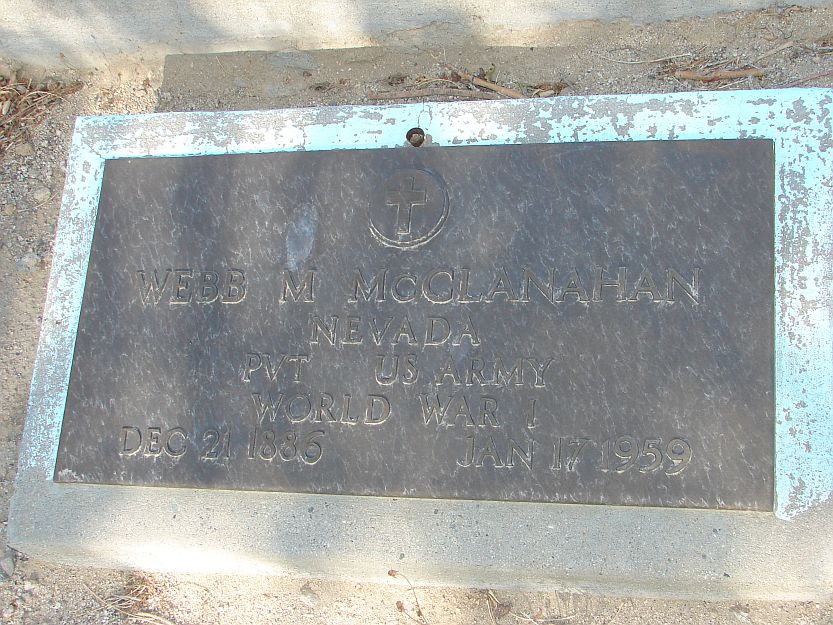 WEBB M McCLANAHAN
NEVADA
PVT US ARMY
WORLD WAR I
DEC 21 1886 JAN 17 1959